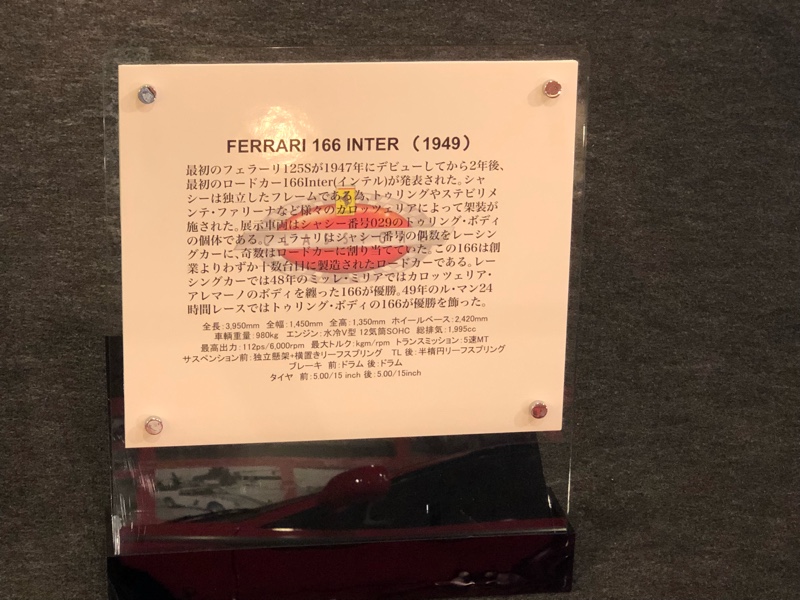 FERRARI 166 INTER （1949）
最初のフェラーリ125Sが1947年にデビューしてから2年後、
最初のロードカー166Inter(インテル)が発表された。シャ
シーは独立したフレームである為、トゥリングやステビリメ
ンテ・ファリーナなど様々のカロッツェリアによって架装が
施された。展示車両はシャシー番号029のトゥリング・ボディ
の個体である。フェラーリはシャシー番号の偶数をレーシン
グカーに、奇数はロードカーに割り当てていた。この166は創
業よりわずか十数台目に製造されたロードカーである。レー
シングカーでは48年のミッレ・ミリアではカロッツェリア・
アレマーノのボディを纏った166が優勝。49年のル・マン24
時間レースではトゥリング・ボディの166が優勝を飾った。
全長：3,950mm 全幅：1,450mm 全高：1,350mm ホイールベース：2,420mm
車輌重量：980kg エンジン：水冷V型 12気筒SOHC 総排気：1,995cc
最高出力：112ps/6,000rpm 最大トルク：kgm/rpm トランスミッション：5速MT
サスペンション前：独立懸架+横置きリーフスプリング TL 後：半楕円リーフスプリング
ブレーキ 前：ドラム 後：ドラム
タイヤ 前：5.00/15 inch 後：5.00/15inch